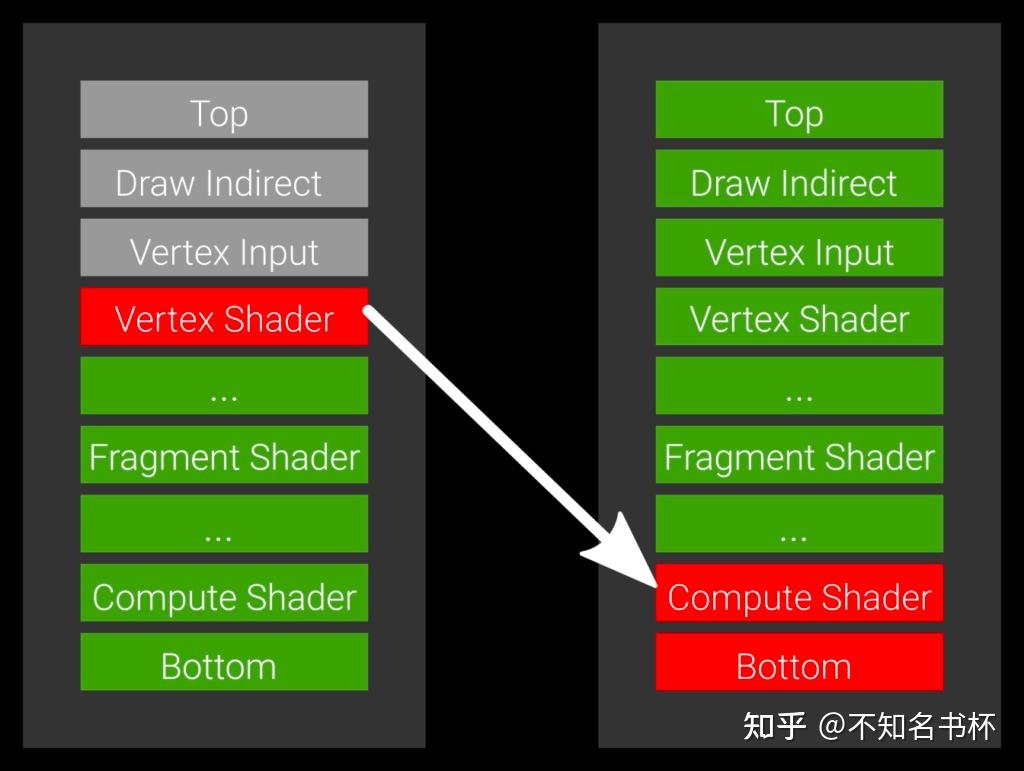 Top
Draw Indirect
Vertex Input
Vertex Shader
...
Fragment Shader
...
Compute Shader
Bottom
Top
Draw Indirect
Vertex Input
Vertex Shader
...
Fragment Shader
...
Compute Shader
Bottom
知乎 @不知名书杯